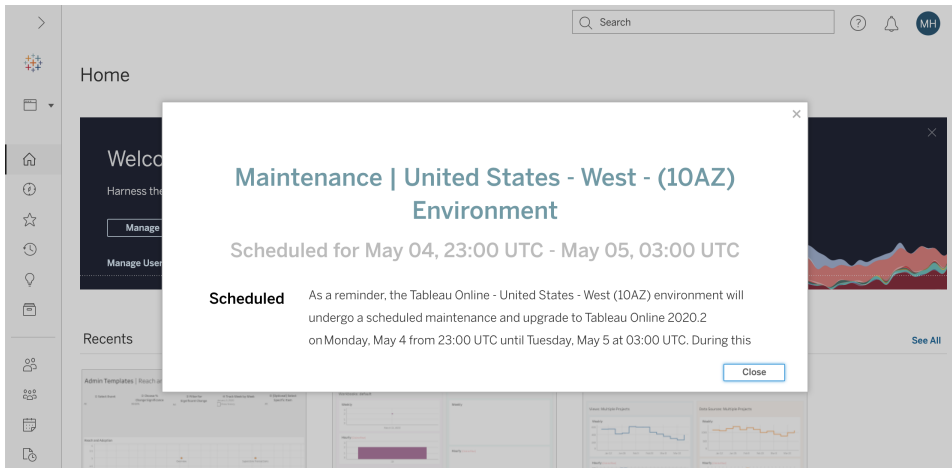 Search
?
MH
Home
Welco
Harness the
Manage
Manage User
Maintenance | United States - West - (10AZ)
Environment
Scheduled for May 04, 23:00 UTC - May 05, 03:00 UTC
Scheduled
As a reminder, the Tableau Online - United States - West (10AZ) environment will
undergo a scheduled maintenance and upgrade to Tableau Online 2020.2
on Monday, May 4 from 23:00 UTC until Tuesday, May 5 at 03:00 UTC. During this
Close
Recents
See All
Admin Templates | Reach a